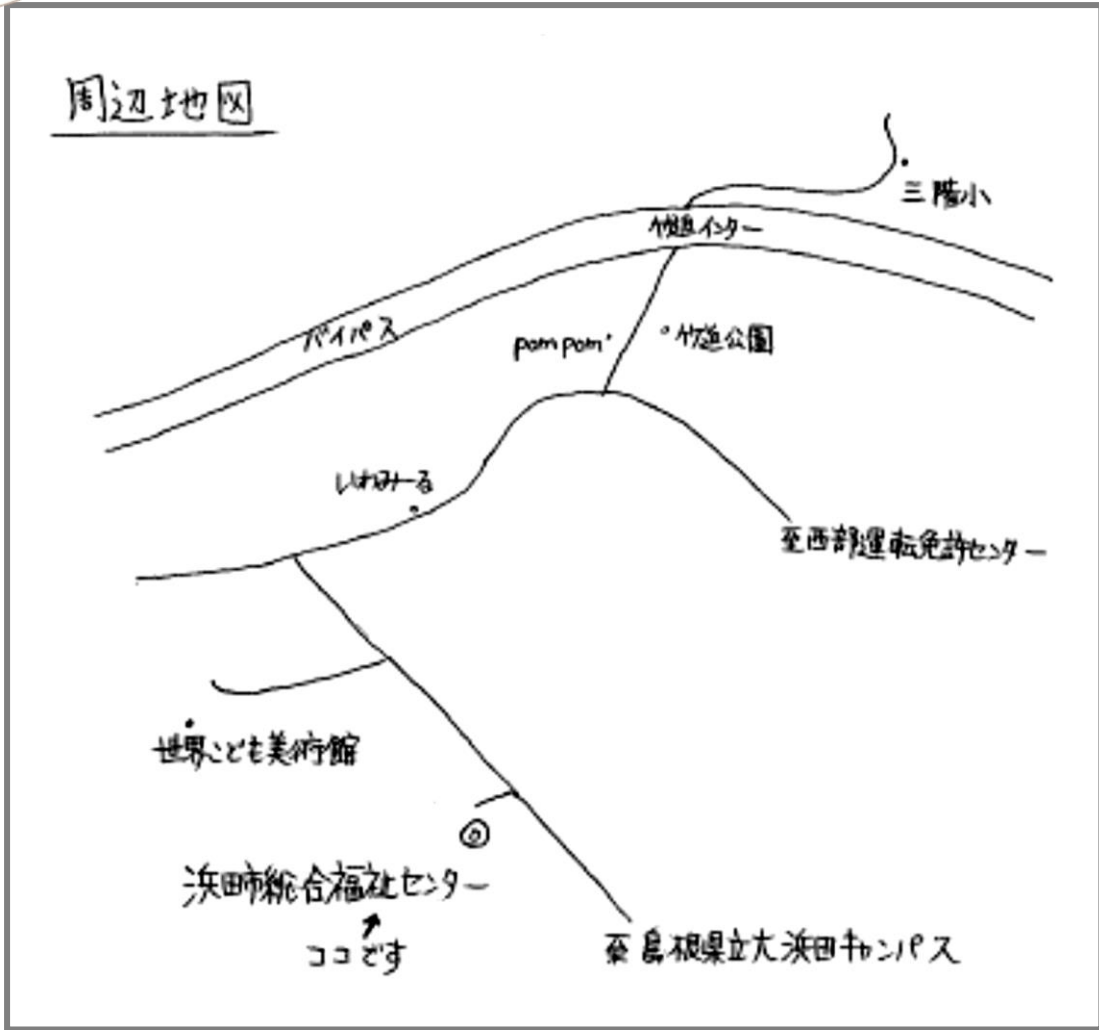 周辺地図
三階小
竹迫インター
バイパス
pompom
竹迫公園
いわみーる
至西部運転免許センター
世界こども美術館
浜田市総合福祉センター
ココです
至島根県立大浜田キャンパス